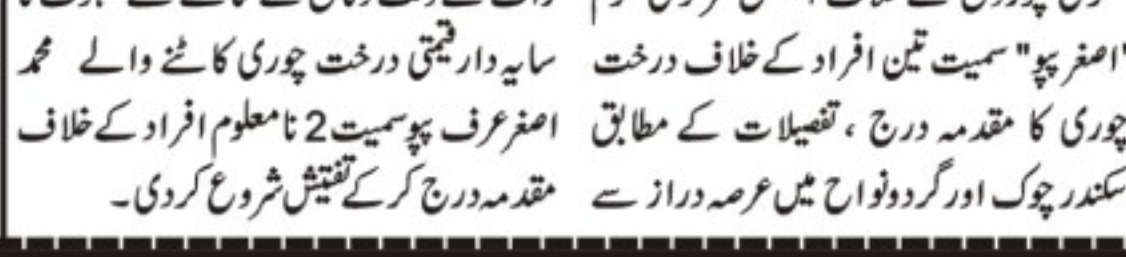 "اصغر پپو" سمیت تین افراد کے خلاف درخت
چوری کا مقدمہ درج ، تفصیلات کے مطابق
سکندر چوک اور گردونواح میں عرصہ دراز سے
سایہ دار قیمتی درخت چوری کاٹنے والے محمد
اصغر عرف پپو سمیت 2 نامعلوم افراد کے خلاف
مقدمہ درج کر کے تفتیش شروع کر دی۔